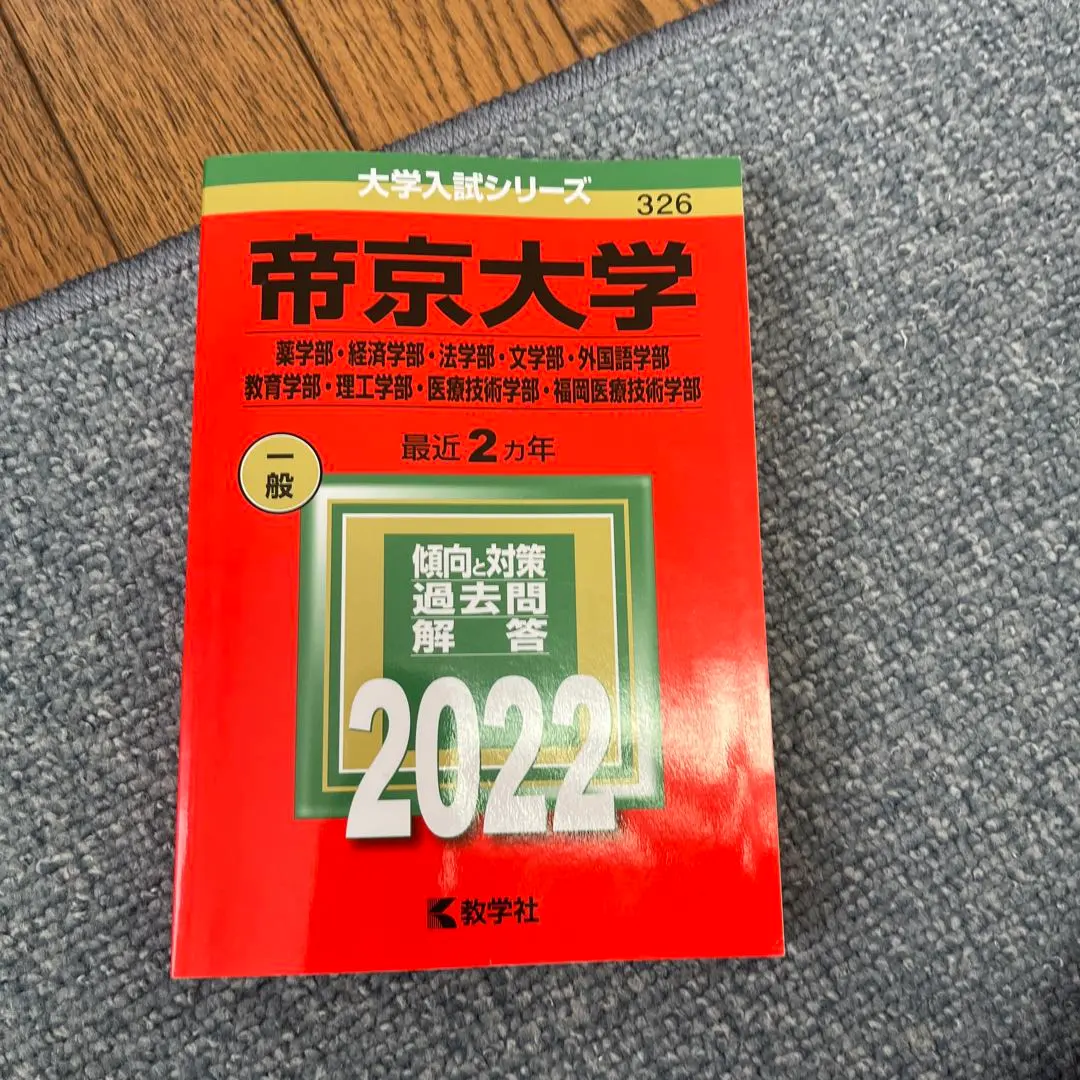 大学入試シリーズ
326
帝京大学
薬学部・経済学部・法学部・文学部・外国語学部
教育学部・理工学部・医療技術学部・福岡医療技術学部
最近2カ年
一般
傾向と対策
過去問
解答
2022
教学社